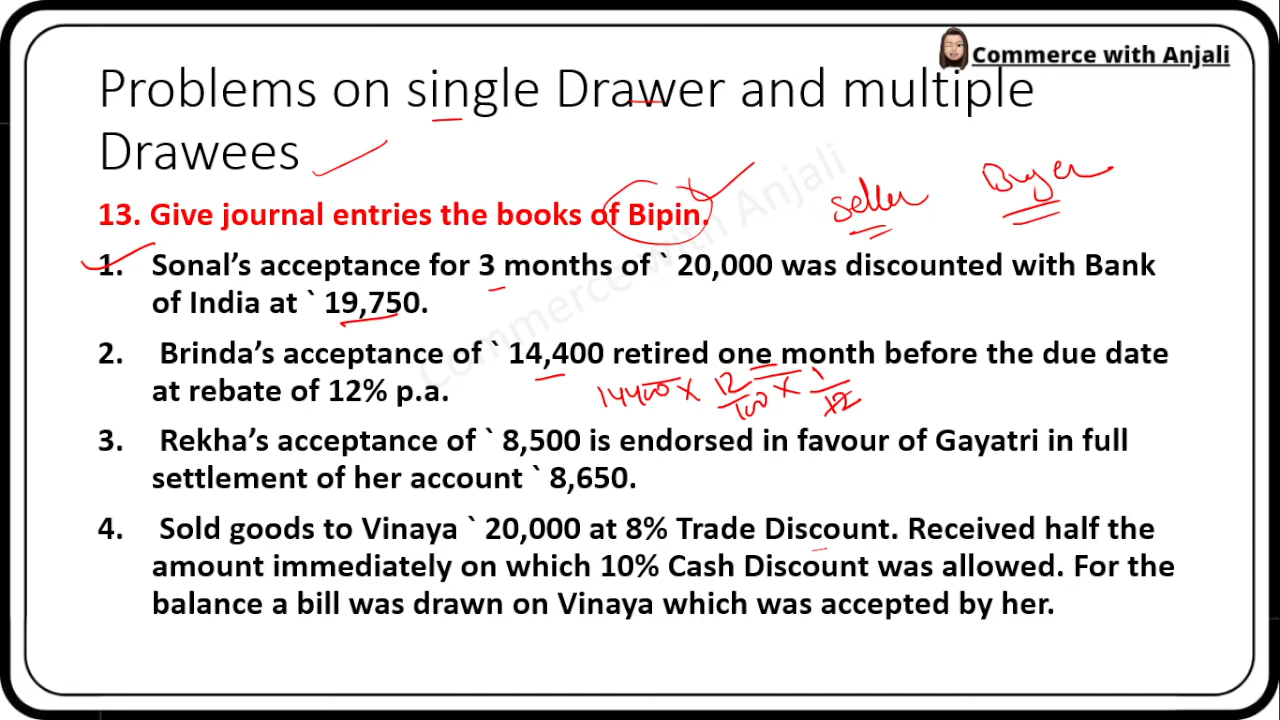 Commerce with Anjali
Problems on single Drawer and multiple
Drawees
seller Buyer
13. Give journal entries the books of Bipin.
1. Sonal's acceptance for 3 months of ` 20,000 was discounted with Bank
of India at ` 19,750.
2. Brinda's acceptance of ` 14,400 retired one month before the due date
at rebate of 12% p.a.
14400 x 12/100 x 1/12
3. Rekha's acceptance of ` 8,500 is endorsed in favour of Gayatri in full
settlement of her account ` 8,650.
4. Sold goods to Vinaya ` 20,000 at 8% Trade Discount. Received half the
amount immediately on which 10% Cash Discount was allowed. For the
balance a bill was drawn on Vinaya which was accepted by her.
Commerce with Anjali